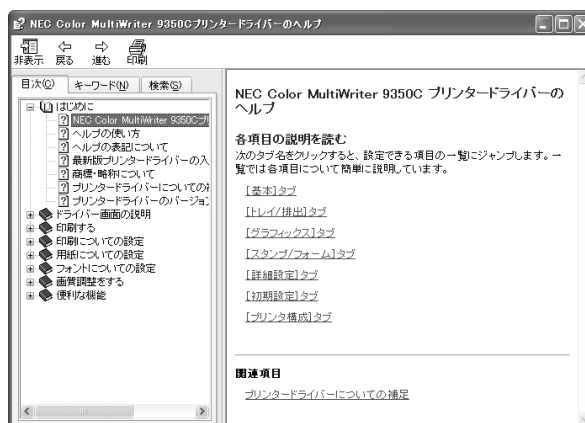 NEC Color MultiWriter 9350Cプリンタードライバーのヘルプ
非表示 戻る 進む 印刷
目次(C) キーワード(N) 検索(S)
はじめに
NEC Color MultiWriter 9350Cプ
ヘルプの使い方
ヘルプの表記について
最新版プリンタードライバーの入
商標・略称について
プリンタードライバーについての
プリンタードライバーのバージョン
ドライバー画面の説明
印刷する
印刷についての設定
用紙についての設定
フォントについての設定
画質調整をする
便利な機能
NEC Color MultiWriter 9350C プリンタードライバーの
ヘルプ
各項目の説明を読む
次のタブ名をクリックすると、設定できる項目の一覧にジャンプします。一
覧では各項目について簡単に説明しています。
[基本]タブ
[トレイ/排出]タブ
[グラフィックス]タブ
[スタンプ/フォーム]タブ
[詳細設定]タブ
[初期設定]タブ
[プリンタ構成]タブ
関連項目
プリンタードライバーについての補足